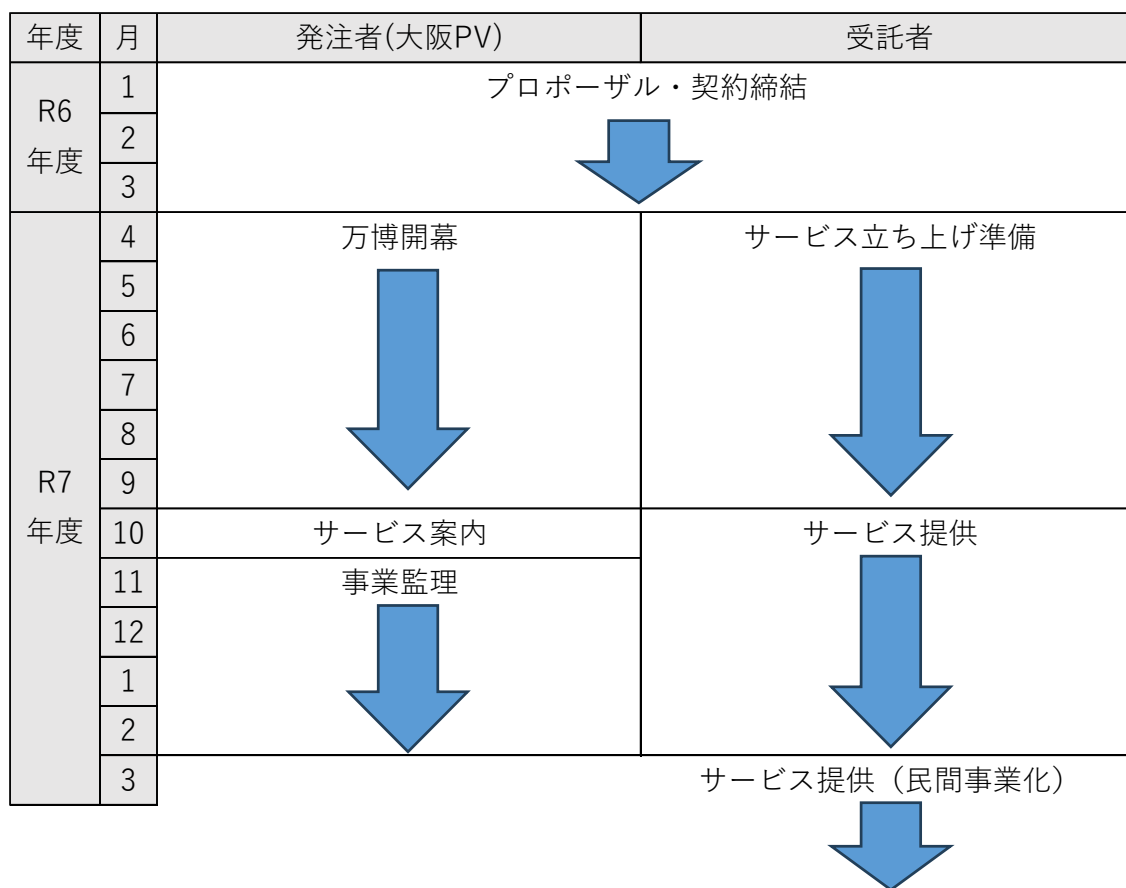 年度 月 発注者(大阪PV) 受託者
R6
年度
1 プロポーザル・契約締結
2
3
R7
年度
4 万博開幕 サービス立ち上げ準備
5
6
7
8
9
10 サービス案内 サービス提供
11 事業監理
12
1
2
3 サービス提供（民間事業化）